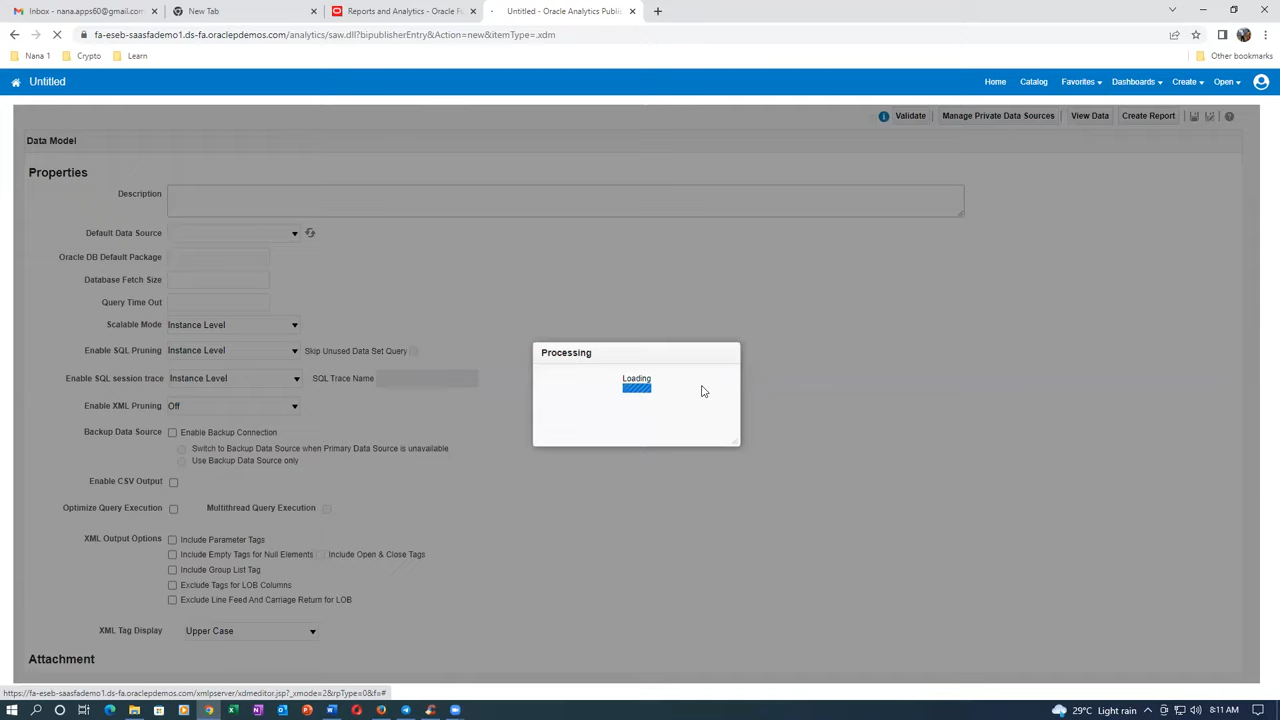 Inbox - nana.apps60@gmail.com
New Tab
Reports and Analytics - Oracle Fu
Untitled - Oracle Analytics Public
fa-eseb-saasfademo1.ds-fa.oraclepdemos.com/analytics/saw.dll?bipublisherEntry&Action=new&itemType=.xdm
Nana 1
Crypto
Learn
Other bookmarks
Untitled
Home
Catalog
Favorites
Dashboards
Create
Open
Validate
Manage Private Data Sources
View Data
Create Report
Data Model
Properties
Description
Default Data Source
Oracle DB Default Package
Database Fetch Size
Query Time Out
Scalable Mode Instance Level
Enable SQL Pruning Instance Level Skip Unused Data Set Query
Enable SQL session trace Instance Level SQL Trace Name
Enable XML Pruning Off
Backup Data Source Enable Backup Connection
Switch to Backup Data Source when Primary Data Source is unavailable
Use Backup Data Source only
Enable CSV Output
Optimize Query Execution Multithread Query Execution
XML Output Options Include Parameter Tags
Include Empty Tags for Null Elements Include Open & Close Tags
Include Group List Tag
Exclude Tags for LOB Columns
Exclude Line Feed And Carriage Return for LOB
XML Tag Display Upper Case
Attachment
Processing
Loading
https://fa-eseb-saasfademo1.ds-fa.oraclepdemos.com/xmlpserver/xdmeditor.jsp?_xmode=2&rpType=0&f=#
29°C Light rain
8:11 AM